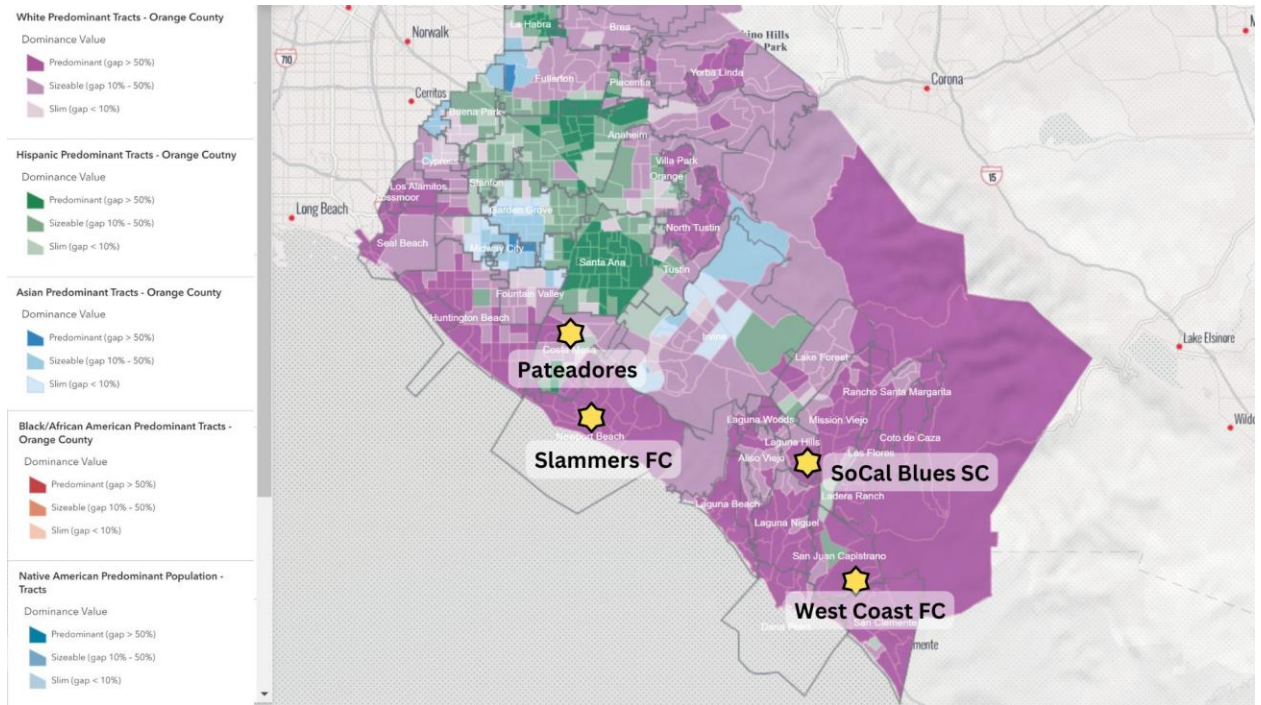 White Predominant Tracts - Orange County
Dominance Value
Predominant (gap > 50%)
Sizeable (gap 10% - 50%)
Slim (gap < 10%)
Hispanic Predominant Tracts - Orange Coutny
Dominance Value
Predominant (gap > 50%)
Sizeable (gap 10% - 50%)
Slim (gap < 10%)
Asian Predominant Tracts - Orange County
Dominance Value
Predominant (gap > 50%)
Sizeable (gap 10% - 50%)
Slim (gap < 10%)
Black/African American Predominant Tracts -
Orange County
Dominance Value
Predominant (gap > 50%)
Sizeable (gap 10% - 50%)
Slim (gap < 10%)
Native American Predominant Population -
Tracts
Dominance Value
Predominant (gap > 50%)
Sizeable (gap 10% - 50%)
Slim (gap < 10%)
La Habra
Brea
Norwalk
Hills
Park
710
Fullerton
Placentia
Yorba Linda
Corona
Cerritos
Buena Park
Anaheim
Cypress
Villa Park
Orange
15
Stanton
Los Alamitos
Rossmoor
Long Beach
Garden Grove
North Tustin
Seal Beach
Midway City
Santa Ana
Tustin
Fountain Valley
Huntington Beach
Irvine
Lake Elsinore
Costa Mesa
Lake Forest
Pateadores
Rancho Santa Margarita
Laguna Woods
Mission Viejo
Newport Beach
Laguna Hills
Coto de Caza
Aliso Viejo
Las Flores
Slammers FC
SoCal Blues SC
Laguna Beach
Ladera Ranch
Laguna Niguel
San Juan Capistrano
West Coast FC
San Clemente
mente